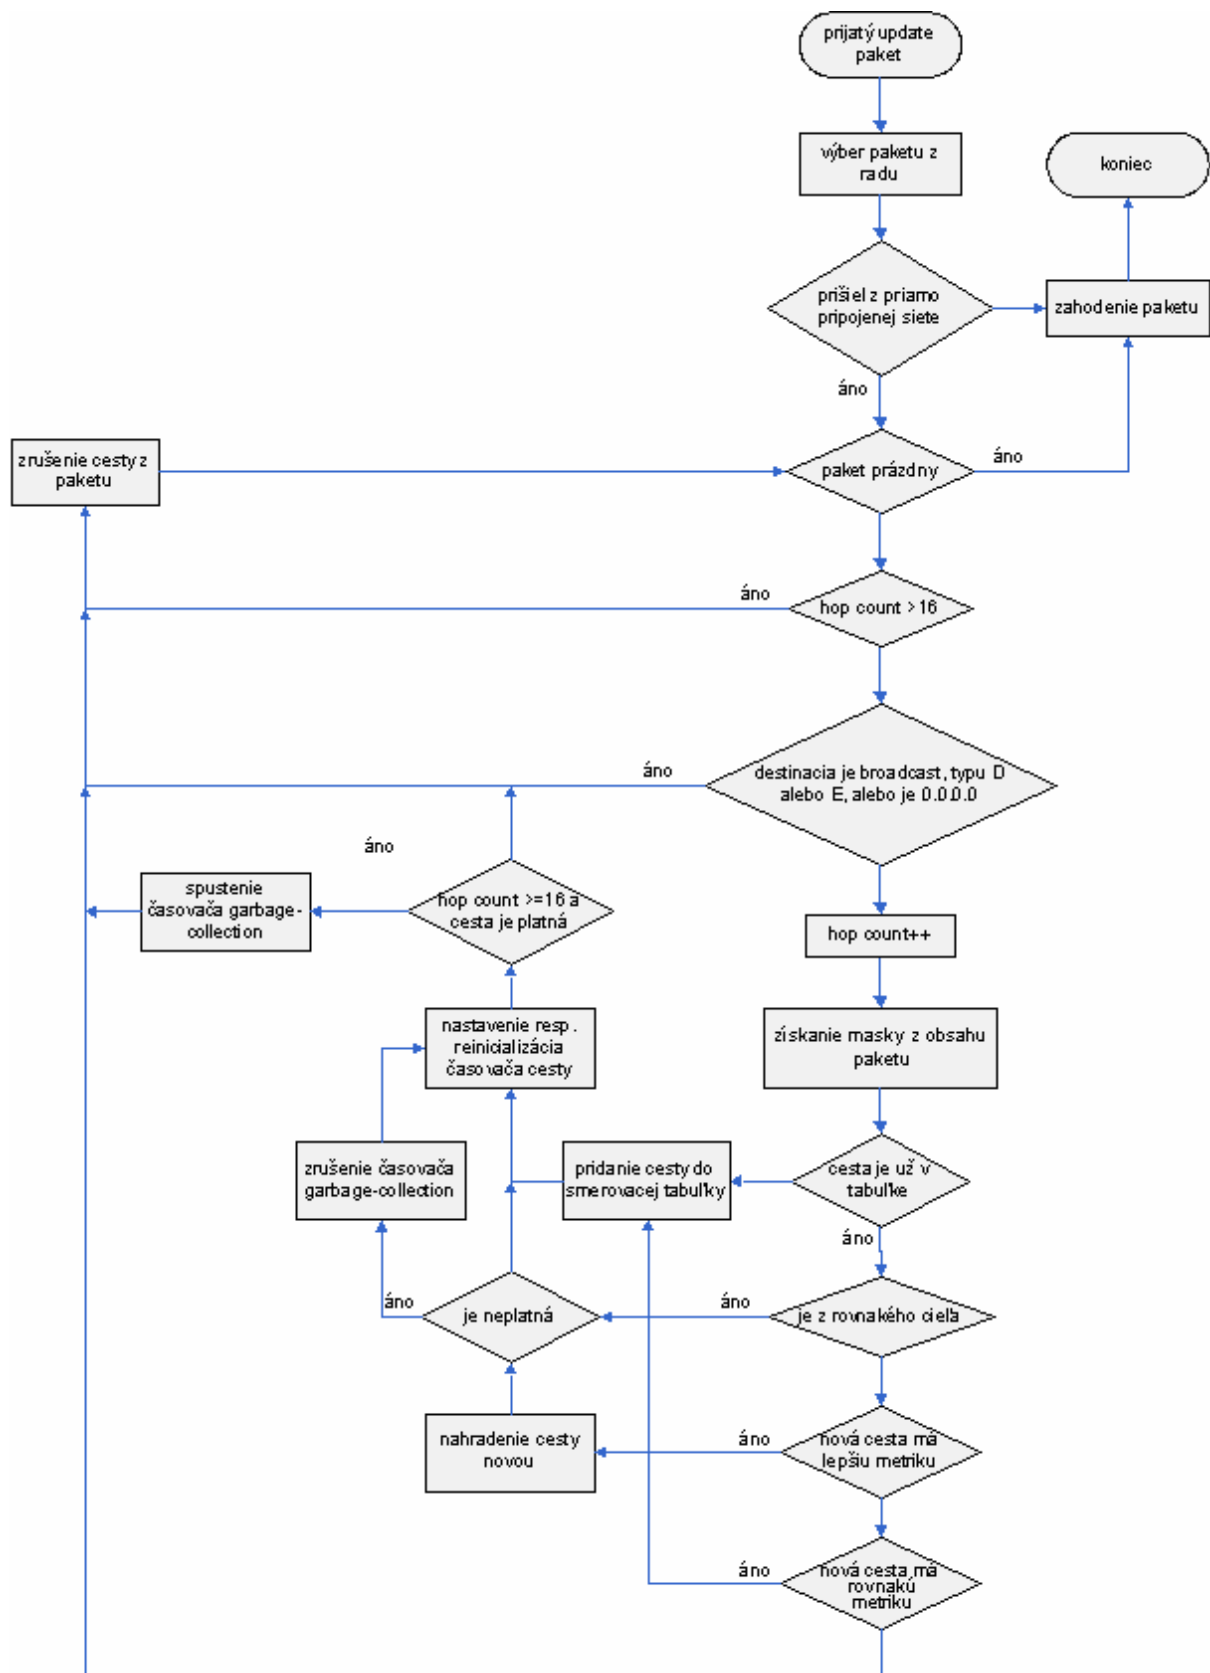 prijatý update
paket
výber paketu z
radu
koniec
prišiel z priamo
pripojenej siete
zahodenie paketu
áno
zrušenie cesty z
paketu
paket prázdny
áno
áno
hop count >16
áno
destinacia je broadcast, typu D
alebo E, alebo je 0.0.0.0
áno
spustenie
časovača garbage-
collection
hop count >=16 a
cesta je platná
hop count++
nastavenie resp.
reinicializácia
časovača cesty
získanie masky z obsahu
paketu
zrušenie časovača
garbage-collection
pridanie cesty do
smerovacej tabuľky
cesta je už v
tabuľke
áno
áno
je neplatná
áno
je z rovnakého cieľa
nahradenie cesty
novou
áno
nová cesta má
lepšiu metriku
áno
nová cesta má
rovnakú
metriku